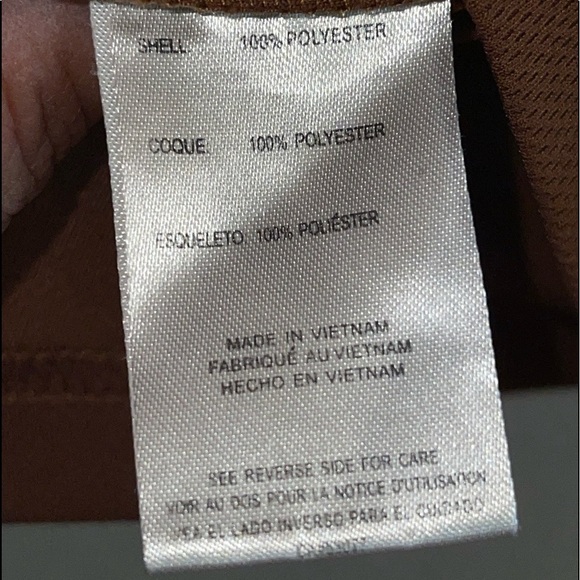 SHELL 100% POLYESTER
COQUE 100% POLYESTER
ESQUELETO 100% POLIÉSTER
MADE IN VIETNAM
FABRIQUÉ AU VIETNAM
HECHO EN VIETNAM
SEE REVERSE SIDE FOR CARE
VOIR AU DOS POUR LA NOTICE D'UTILISATION
VEA EL LADO INVERSO PARA EL CUIDADO